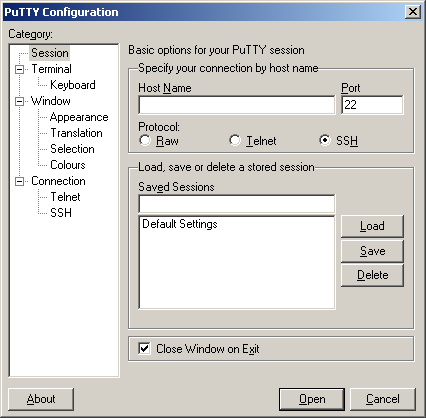 PuTTY Configuration
Category:
Session
Terminal
Keyboard
Window
Appearance
Translation
Selection
Colours
Connection
Telnet
SSH
Basic options for your PuTTY session
Specify your connection by host name
Host Name
Port
22
Protocol:
Raw
Telnet
SSH
Load, save or delete a stored session
Saved Sessions
Default Settings
Load
Save
Delete
Close Window on Exit
About
Open
Cancel